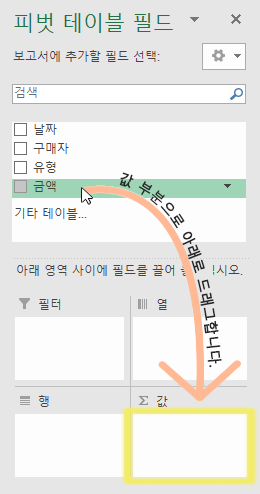 피벗 테이블 필드
보고서에 추가할 필드 선택:
검색
날짜
구매자
유형
금액
기타 테이블...
값 부분으로 아래로 드래그합니다.
아래 영역 사이에 필드를 끌어 십시오.
필터
열
행
Σ 값